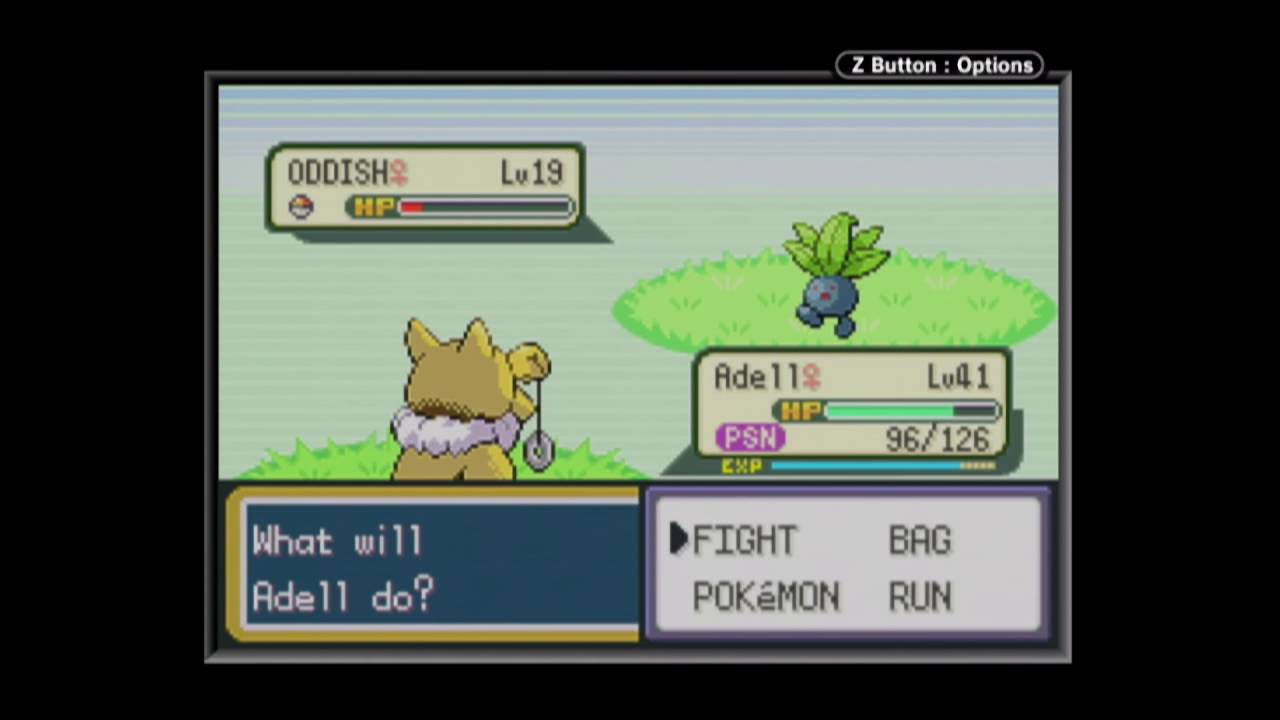 Z Button : Options
ODDISH♀ Lv19
HP
Adell♀ Lv41
HP
PSN 96/126
EXP
What will
Adell do?
FIGHT BAG
POKéMON RUN